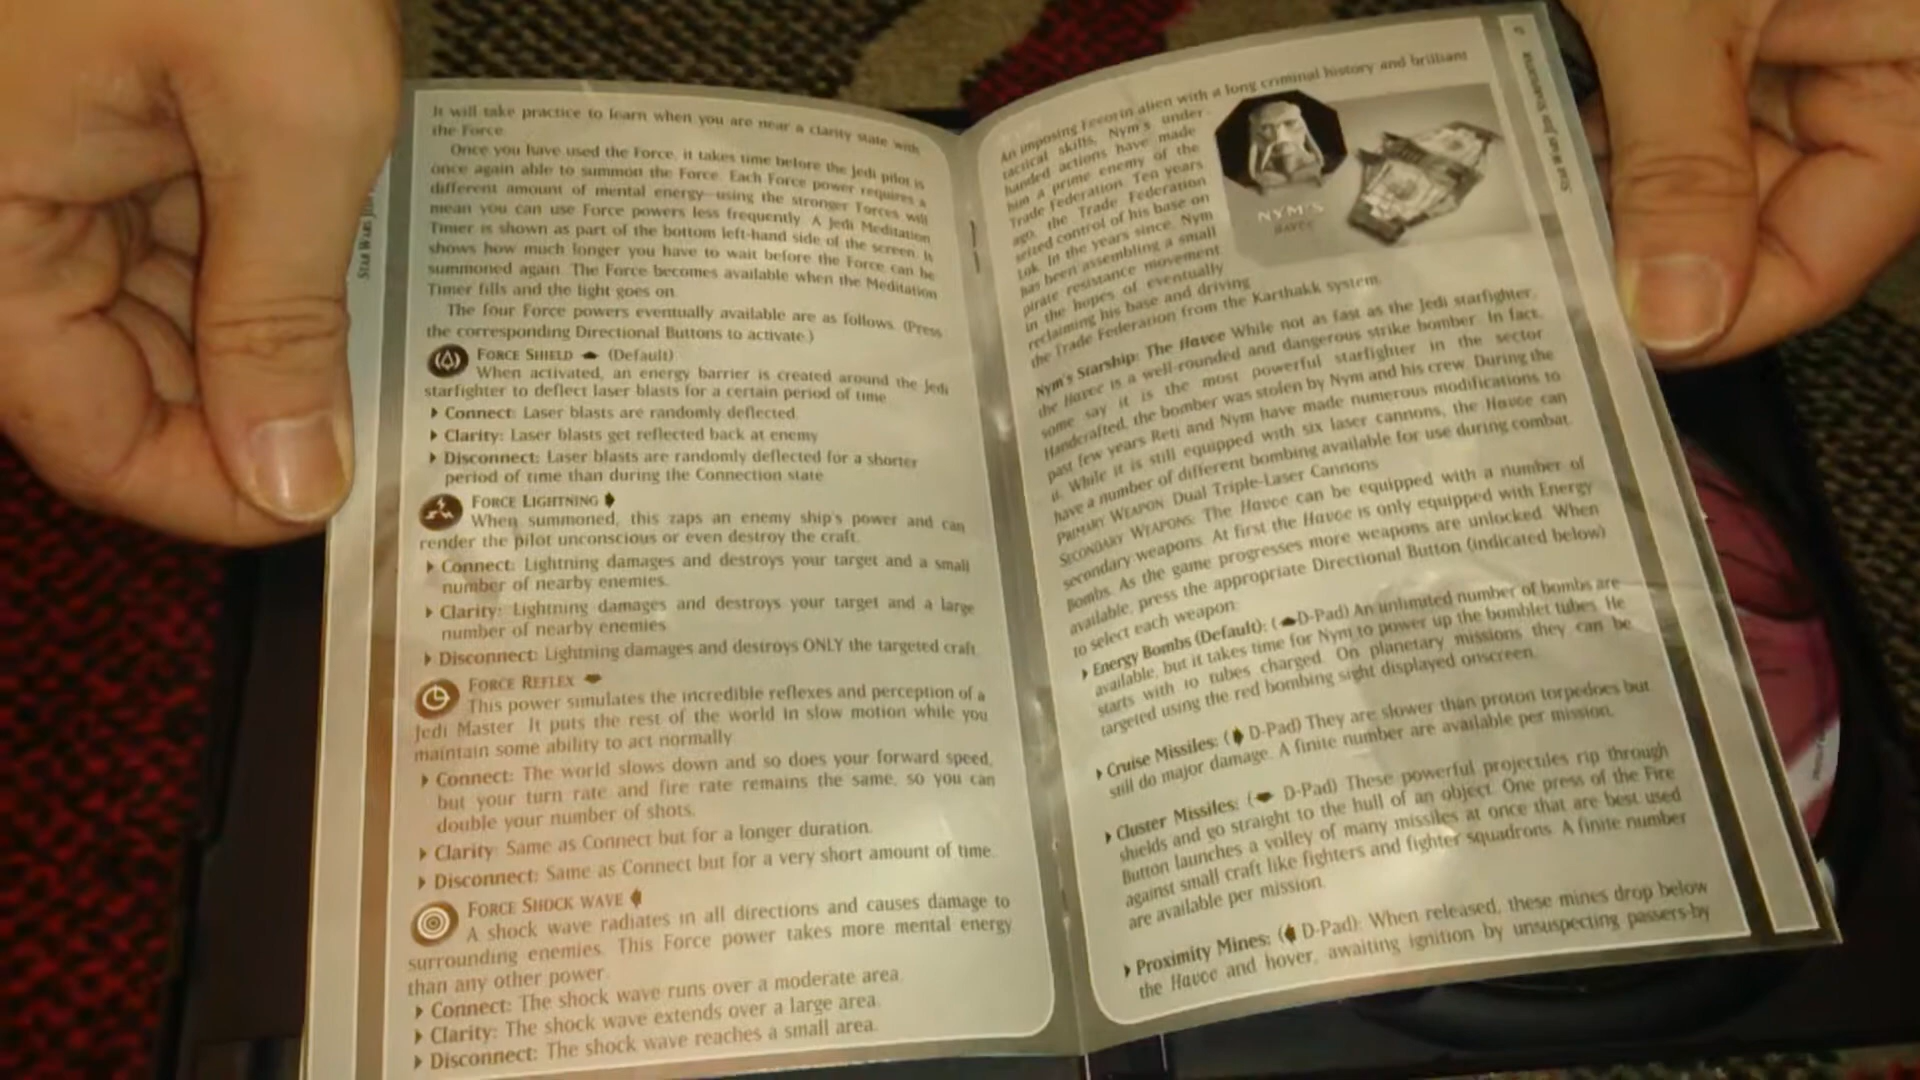 It will take practice to learn when you are near a clarity state with
the Force.
Once you have used the Force, it takes time before the Jedi pilot is
once again able to summon the Force. Each Force power requires a
different amount of mental energy—using the stronger Forces will
mean you can use Force powers less frequently. A Jedi Meditation
Timer is shown as part of the bottom left-hand side of the screen. It
shows how much longer you have to wait before the Force can be
summoned again. The Force becomes available when the Meditation
Timer fills and the light goes on.
The four Force powers eventually available are as follows. (Press
the corresponding Directional Buttons to activate.)
FORCE SHIELD (Default)
When activated, an energy barrier is created around the Jedi
starfighter to deflect laser blasts for a certain period of time.
Connect: Laser blasts are randomly deflected.
Clarity: Laser blasts get reflected back at enemy
Disconnect: Laser blasts are randomly deflected for a shorter
period of time than during the Connection state
FORCE LIGHTNING
When summoned, this zaps an enemy ship's power and can
render the pilot unconscious or even destroy the craft.
Connect: Lightning damages and destroys your target and a small
number of nearby enemies.
Clarity: Lightning damages and destroys your target and a large
number of nearby enemies
Disconnect: Lightning damages and destroys ONLY the targeted craft.
FORCE REFLEX
This power simulates the incredible reflexes and perception of a
Jedi Master. It puts the rest of the world in slow motion while you
maintain some ability to act normally
Connect: The world slows down and so does your forward speed,
but your turn rate and fire rate remains the same, so you can
double your number of shots.
Clarity: Same as Connect but for a longer duration.
Disconnect: Same as Connect but for a very short amount of time.
FORCE SHOCK WAVE
A shock wave radiates in all directions and causes damage to
surrounding enemies. This Force power takes more mental energy
than any other power.
Connect: The shock wave runs over a moderate area.
Clarity: The shock wave extends over a large area.
Disconnect: The shock wave reaches a small area.
An imposing Feeorin alien with a long criminal history and brilliant
tactical skills, Nym's under-
handed actions have made
him a prime enemy of the
Trade Federation. Ten years
ago, the Trade Federation
seized control of his base on
Lok. In the years since, Nym
has been assembling a small
pirate resistance movement
in the hopes of eventually
reclaiming his base and driving
the Trade Federation from the Karthakk system.
NYM'S
HAVOC
Nym's Starship: The Havoc While not as fast as the Jedi starfighter,
the Havoc is a well-rounded and dangerous strike bomber. In fact,
some say it is the most powerful starfighter in the sector.
Handcrafted, the bomber was stolen by Nym and his crew. During the
past few years Reti and Nym have made numerous modifications to
it. While it is still equipped with six laser cannons, the Havoc can
have a number of different bombing available for use during combat.
PRIMARY WEAPON: Dual Triple-Laser Cannons
SECONDARY WEAPONS: The Havoc can be equipped with a number of
secondary weapons. At first the Havoc is only equipped with Energy
Bombs. As the game progresses more weapons are unlocked. When
available, press the appropriate Directional Button (indicated below)
to select each weapon:
Energy Bombs (Default): (D-Pad) An unlimited number of bombs are
available, but it takes time for Nym to power up the bomblet tubes. He
starts with 10 tubes charged. On planetary missions they can be
targeted using the red bombing sight displayed onscreen.
Cruise Missiles: (D-Pad) They are slower than proton torpedoes but
still do major damage. A finite number are available per mission.
Cluster Missiles: (D-Pad) These powerful projectiles rip through
shields and go straight to the hull of an object. One press of the Fire
Button launches a volley of many missiles at once that are best used
against small craft like fighters and fighter squadrons. A finite number
are available per mission.
Proximity Mines: (D-Pad): When released, these mines drop below
the Havoc and hover, awaiting ignition by unsuspecting passers-by